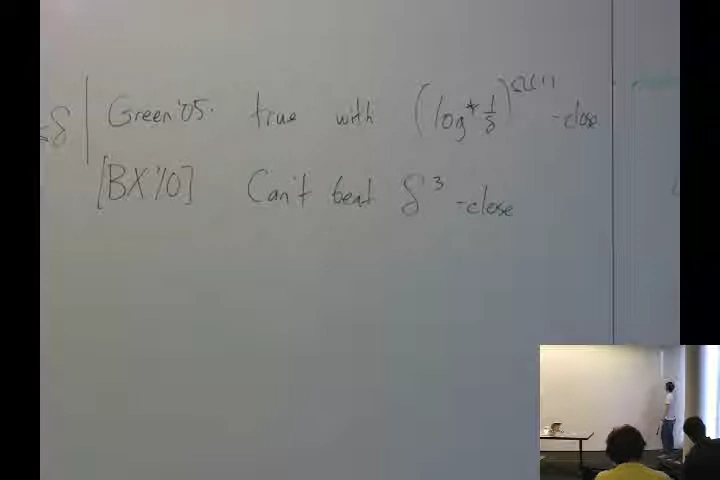 δ | Green '05. true with (log* 1/δ)^Ω(1) -close
[BX'10] Can't beat δ^3 -close